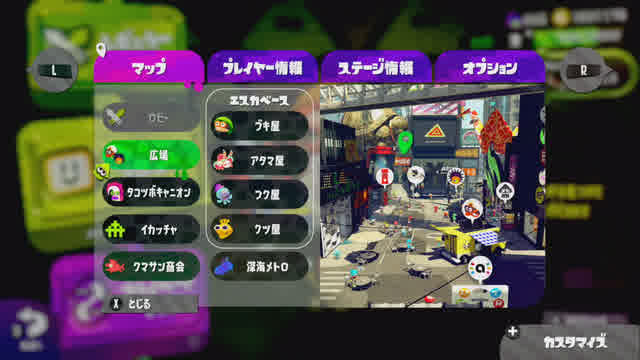 L
マップ
プレイヤー情報
ステージ情報
オプション
R
ロビー
エスカベース
ブキ屋
広場
アタマ屋
タコツボキャニオン
フク屋
イカッチャ
クツ屋
クマサン商会
深海メトロ
X とじる
カスタマイズ